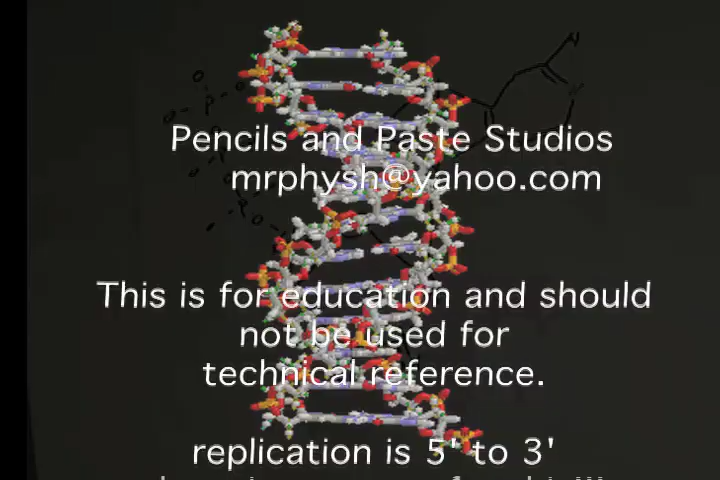 Pencils and Paste Studios
mrphysh@yahoo.com
This is for education and should
not be used for
technical reference.
replication is 5' to 3'